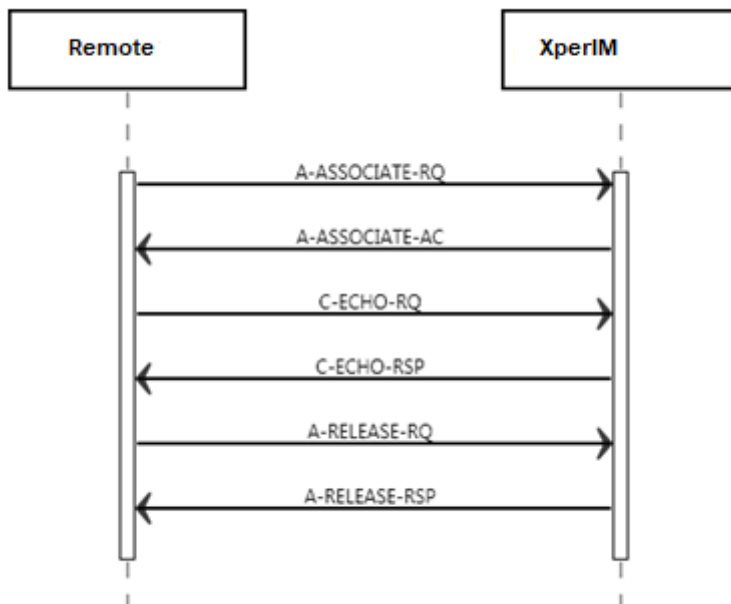 Remote
XperIM
A-ASSOCIATE-RQ
A-ASSOCIATE-AC
C-ECHO-RQ
C-ECHO-RSP
A-RELEASE-RQ
A-RELEASE-RSP